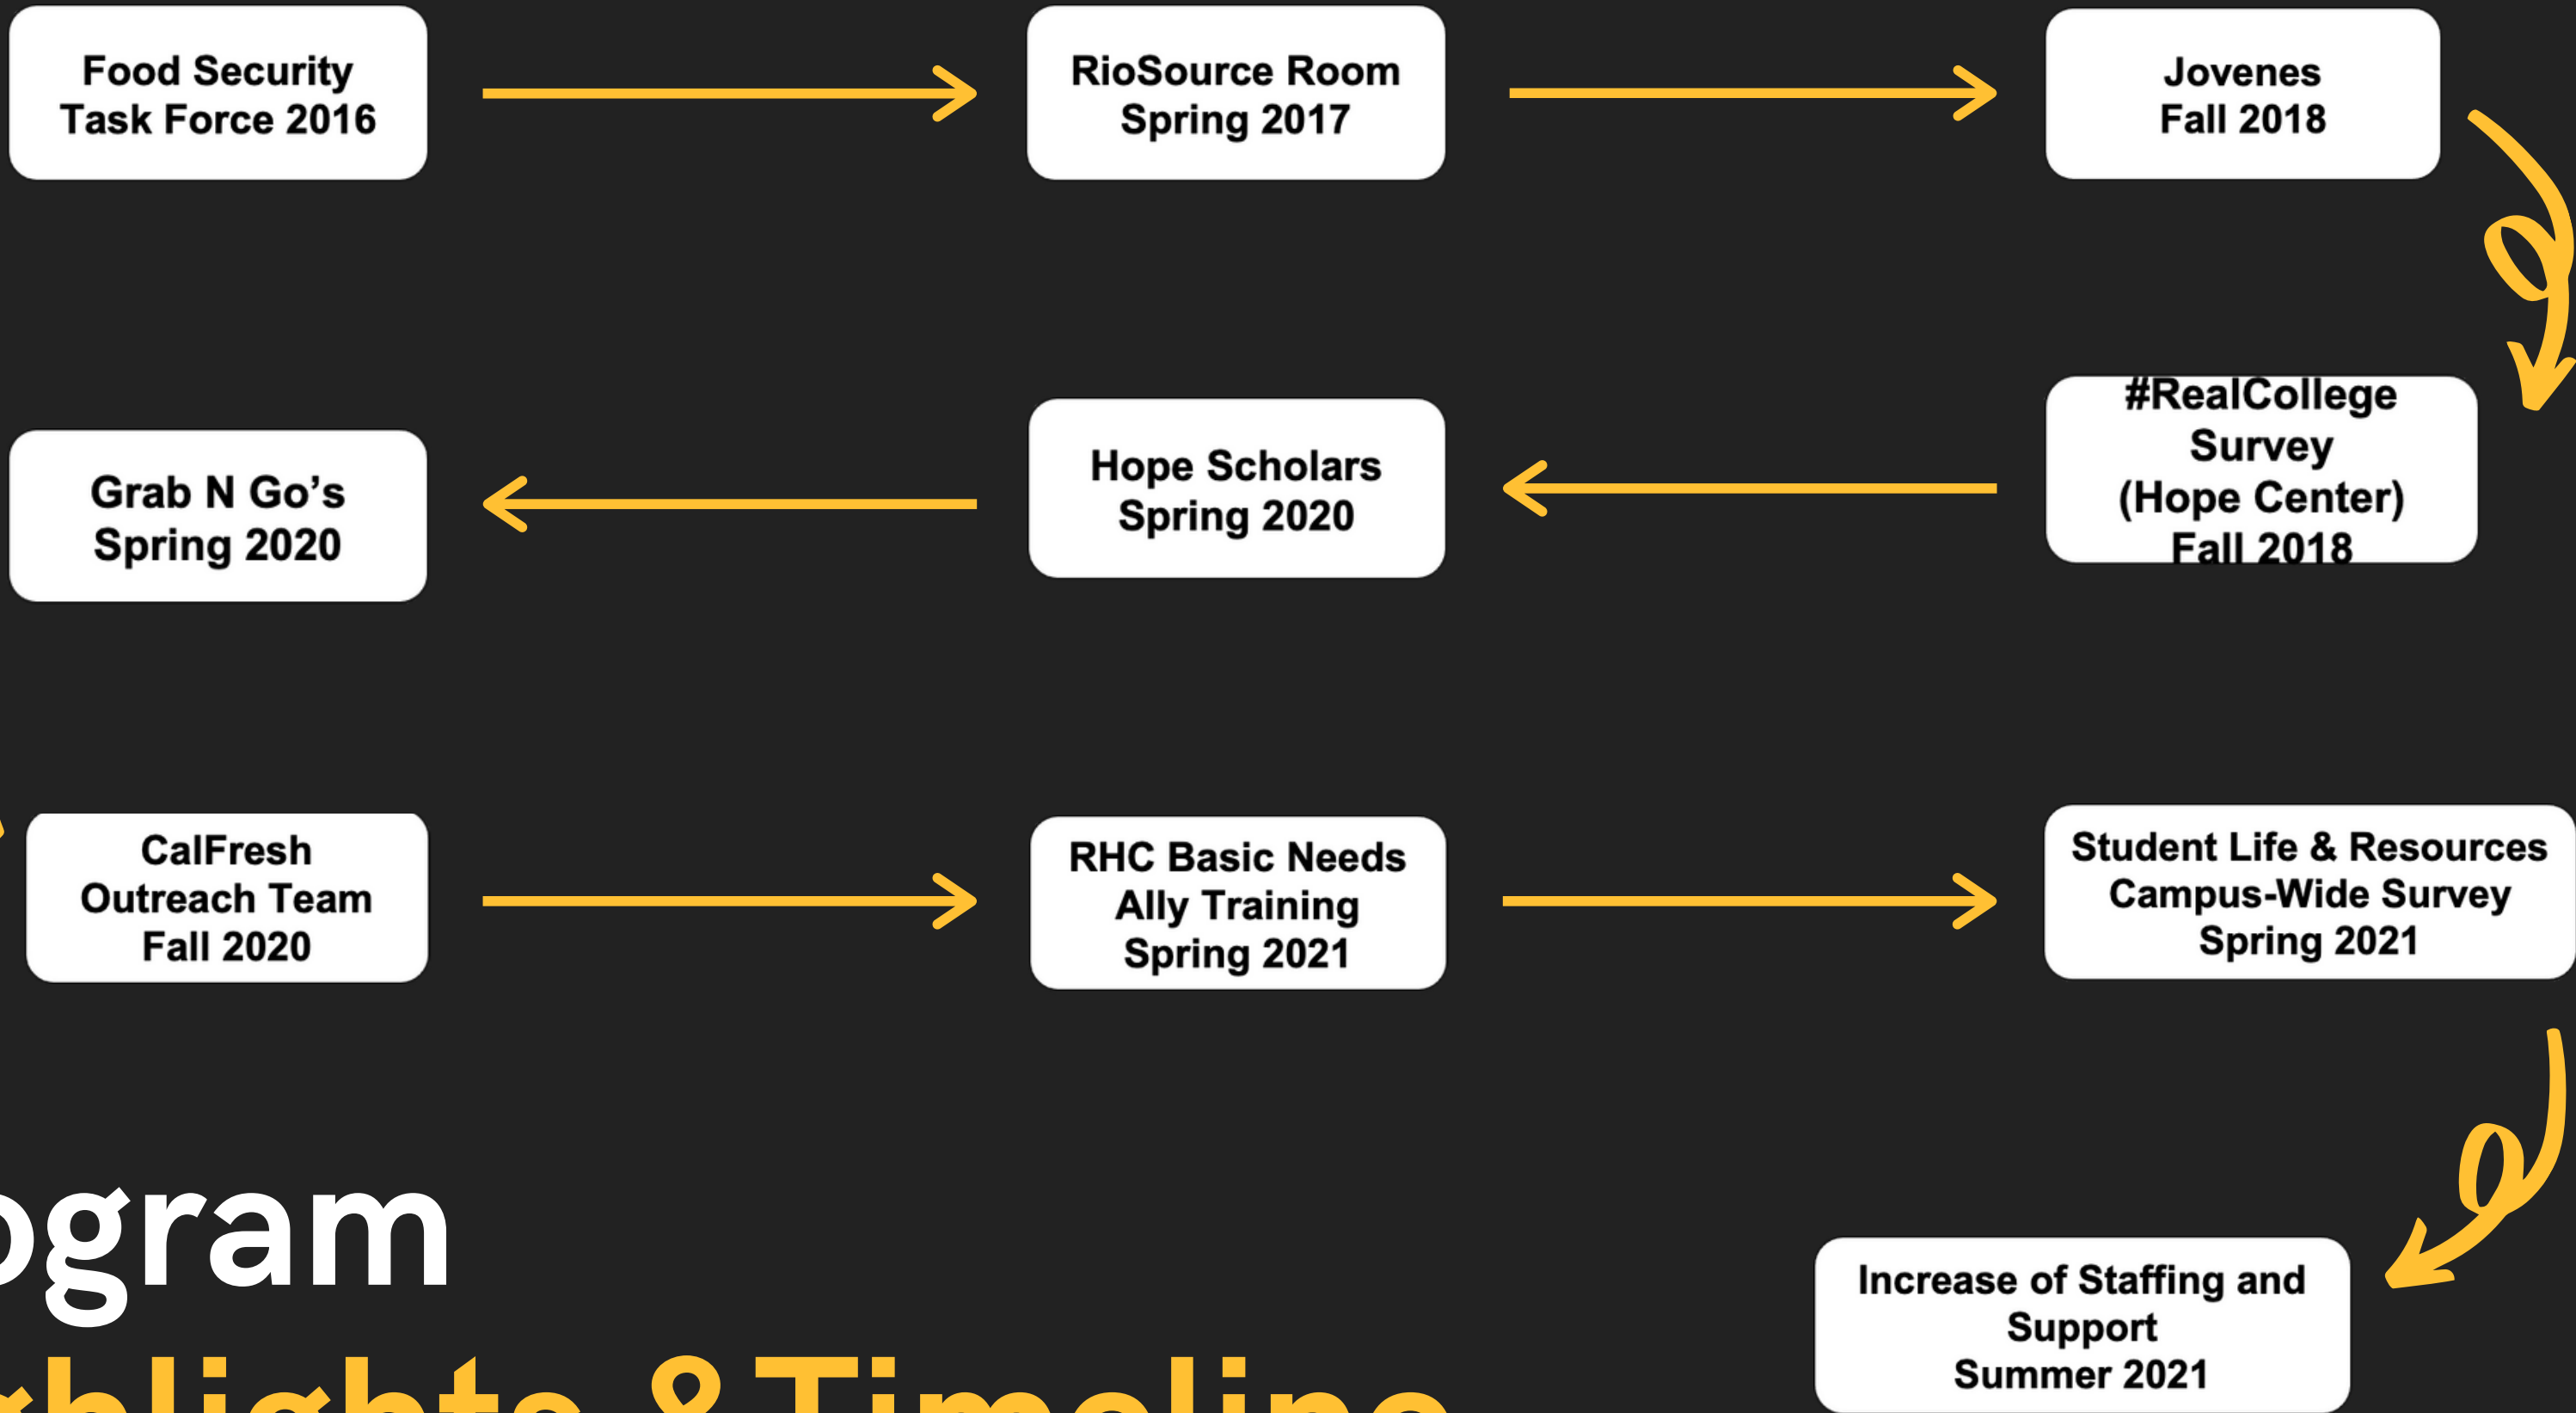 Food Security
Task Force 2016
RioSource Room
Spring 2017
Jovenes
Fall 2018
#RealCollege
Survey
(Hope Center)
Fall 2018
Hope Scholars
Spring 2020
Grab N Go’s
Spring 2020
CalFresh
Outreach Team
Fall 2020
RHC Basic Needs
Ally Training
Spring 2021
Student Life & Resources
Campus-Wide Survey
Spring 2021
Increase of Staffing and
Support
Summer 2021
ogram
ghlights & Timeline